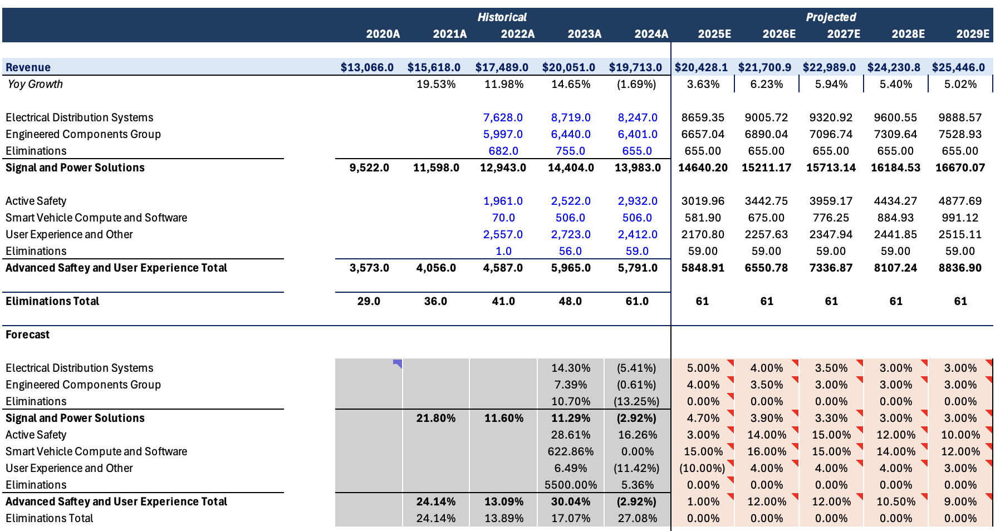 Historical Projected
2020A 2021A 2022A 2023A 2024A 2025E 2026E 2027E 2028E 2029E
Revenue $13,066.0 $15,618.0 $17,489.0 $20,051.0 $19,713.0 $20,428.1 $21,700.9 $22,989.0 $24,230.8 $25,446.0
Yoy Growth 19.53% 11.98% 14.65% (1.69%) 3.63% 6.23% 5.94% 5.40% 5.02%
Electrical Distribution Systems 7,628.0 8,719.0 8,247.0 8659.35 9005.72 9320.92 9600.55 9888.57
Engineered Components Group 5,997.0 6,440.0 6,401.0 6657.04 6890.04 7096.74 7309.64 7528.93
Eliminations 682.0 755.0 655.0 655.00 655.00 655.00 655.00 655.00
Signal and Power Solutions 9,522.0 11,598.0 12,943.0 14,404.0 13,983.0 14640.20 15211.17 15713.14 16184.53 16670.07
Active Safety 1,961.0 2,522.0 2,932.0 3019.96 3442.75 3959.17 4434.27 4877.69
Smart Vehicle Compute and Software 70.0 506.0 506.0 581.90 675.00 776.25 884.93 991.12
User Experience and Other 2,557.0 2,723.0 2,412.0 2170.80 2257.63 2347.94 2441.85 2515.11
Eliminations 1.0 56.0 59.0 59.00 59.00 59.00 59.00 59.00
Advanced Saftey and User Experience Total 3,573.0 4,056.0 4,587.0 5,965.0 5,791.0 5848.91 6550.78 7336.87 8107.24 8836.90
Eliminations Total 29.0 36.0 41.0 48.0 61.0 61 61 61 61 61
Forecast
Electrical Distribution Systems 14.30% (5.41%) 5.00% 4.00% 3.50% 3.00% 3.00%
Engineered Components Group 7.39% (0.61%) 4.00% 3.50% 3.00% 3.00% 3.00%
Eliminations 10.70% (13.25%) 0.00% 0.00% 0.00% 0.00% 0.00%
Signal and Power Solutions 21.80% 11.60% 11.29% (2.92%) 4.70% 3.90% 3.30% 3.00% 3.00%
Active Safety 28.61% 16.26% 3.00% 14.00% 15.00% 12.00% 10.00%
Smart Vehicle Compute and Software 622.86% 0.00% 15.00% 16.00% 15.00% 14.00% 12.00%
User Experience and Other 6.49% (11.42%) (10.00%) 4.00% 4.00% 4.00% 3.00%
Eliminations 5500.00% 5.36% 0.00% 0.00% 0.00% 0.00% 0.00%
Advanced Saftey and User Experience Total 24.14% 13.09% 30.04% (2.92%) 1.00% 12.00% 12.00% 10.50% 9.00%
Eliminations Total 24.14% 13.89% 17.07% 27.08% 0.00% 0.00% 0.00% 0.00% 0.00%